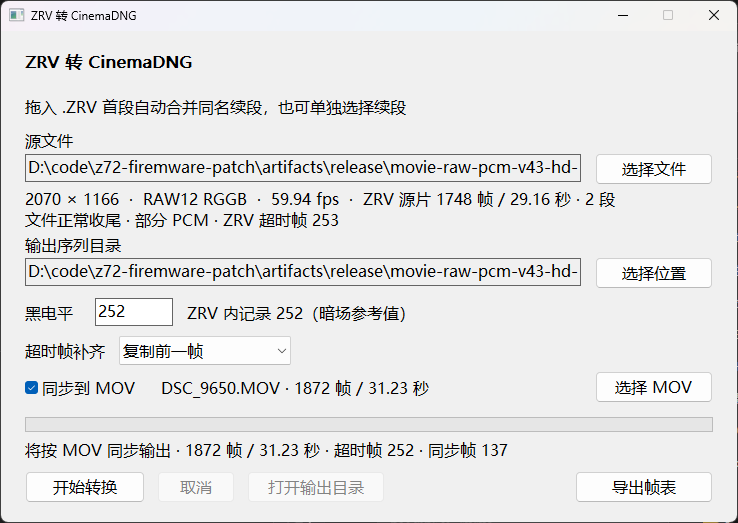 ZRV 转 CinemaDNG
ZRV 转 CinemaDNG
拖入 .ZRV 首段自动合并同名续段，也可单独选择续段
源文件
D:\code\z72-firemware-patch\artifacts\release\movie-raw-pcm-v43-hd- 选择文件
2070 × 1166 · RAW12 RGGB · 59.94 fps · ZRV 源片 1748 帧 / 29.16 秒 · 2 段
文件正常收尾 · 部分 PCM · ZRV 超时帧 253
输出序列目录
D:\code\z72-firemware-patch\artifacts\release\movie-raw-pcm-v43-hd- 选择位置
黑电平 252 ZRV 内记录 252（暗场参考值）
超时帧补齐 复制前一帧
同步到 MOV DSC_9650.MOV · 1872 帧 / 31.23 秒 选择 MOV
将按 MOV 同步输出 · 1872 帧 / 31.23 秒 · 超时帧 252 · 同步帧 137
开始转换 取消 打开输出目录 导出帧表